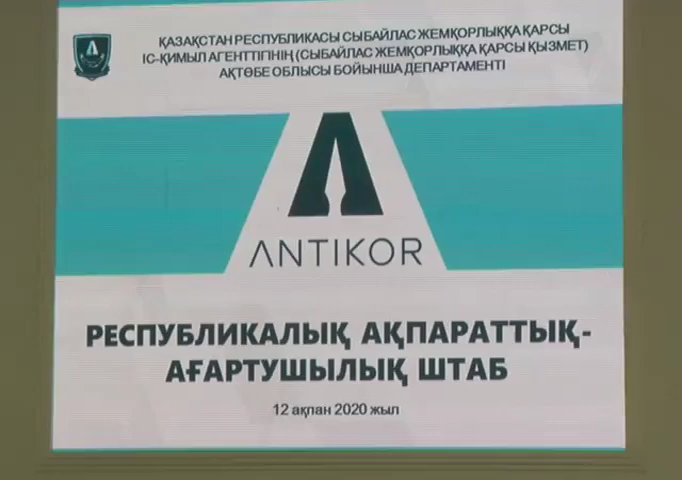 ҚАЗАҚСТАН РЕСПУБЛИКАСЫ СЫБАЙЛАС ЖЕМҚОРЛЫҚҚА ҚАРСЫ
ІС-ҚИМЫЛ АГЕНТТІГІНІҢ (СЫБАЙЛАС ЖЕМҚОРЛЫҚҚА ҚАРСЫ ҚЫЗМЕТ)
АҚТӨБЕ ОБЛЫСЫ БОЙЫНША ДЕПАРТАМЕНТІ
ANTIKOR
РЕСПУБЛИКАЛЫҚ АҚПАРАТТЫҚ-
АҒАРТУШЫЛЫҚ ШТАБ
12 ақпан 2020 жыл